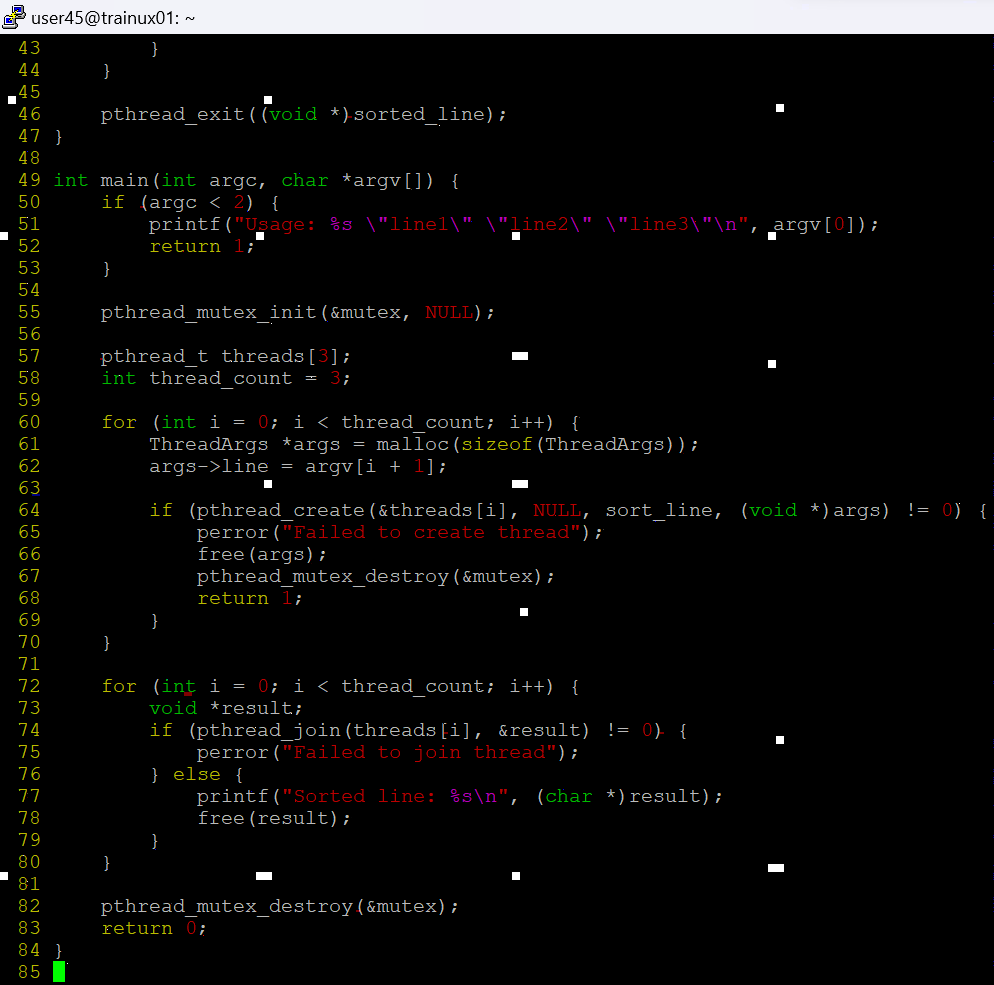 user45@trainux01: ~
43         }
44     }
45
46     pthread_exit((void *)sorted_line);
47 }
48
49 int main(int argc, char *argv[]) {
50     if (argc < 2) {
51         printf("Usage: %s \"line1\" \"line2\" \"line3\"\n", argv[0]);
52         return 1;
53     }
54
55     pthread_mutex_init(&mutex, NULL);
56
57     pthread_t threads[3];
58     int thread_count = 3;
59
60     for (int i = 0; i < thread_count; i++) {
61         ThreadArgs *args = malloc(sizeof(ThreadArgs));
62         args->line = argv[i + 1];
63
64         if (pthread_create(&threads[i], NULL, sort_line, (void *)args) != 0) {
65             perror("Failed to create thread");
66             free(args);
67             pthread_mutex_destroy(&mutex);
68             return 1;
69         }
70     }
71
72     for (int i = 0; i < thread_count; i++) {
73         void *result;
74         if (pthread_join(threads[i], &result) != 0) {
75             perror("Failed to join thread");
76         } else {
77             printf("Sorted line: %s\n", (char *)result);
78             free(result);
79         }
80     }
81
82     pthread_mutex_destroy(&mutex);
83     return 0;
84 }
85